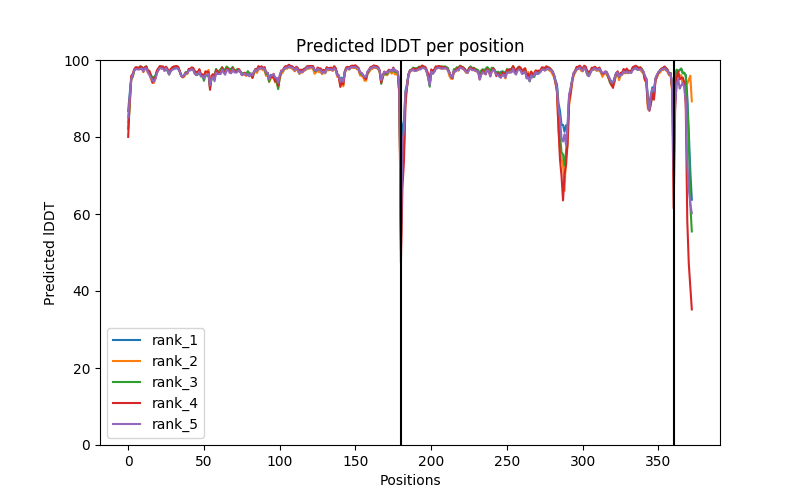 Predicted lDDT per position
100
80
60
40
20
0
Predicted lDDT
rank_1
rank_2
rank_3
rank_4
rank_5
0 50 100 150 200 250 300 350
Positions